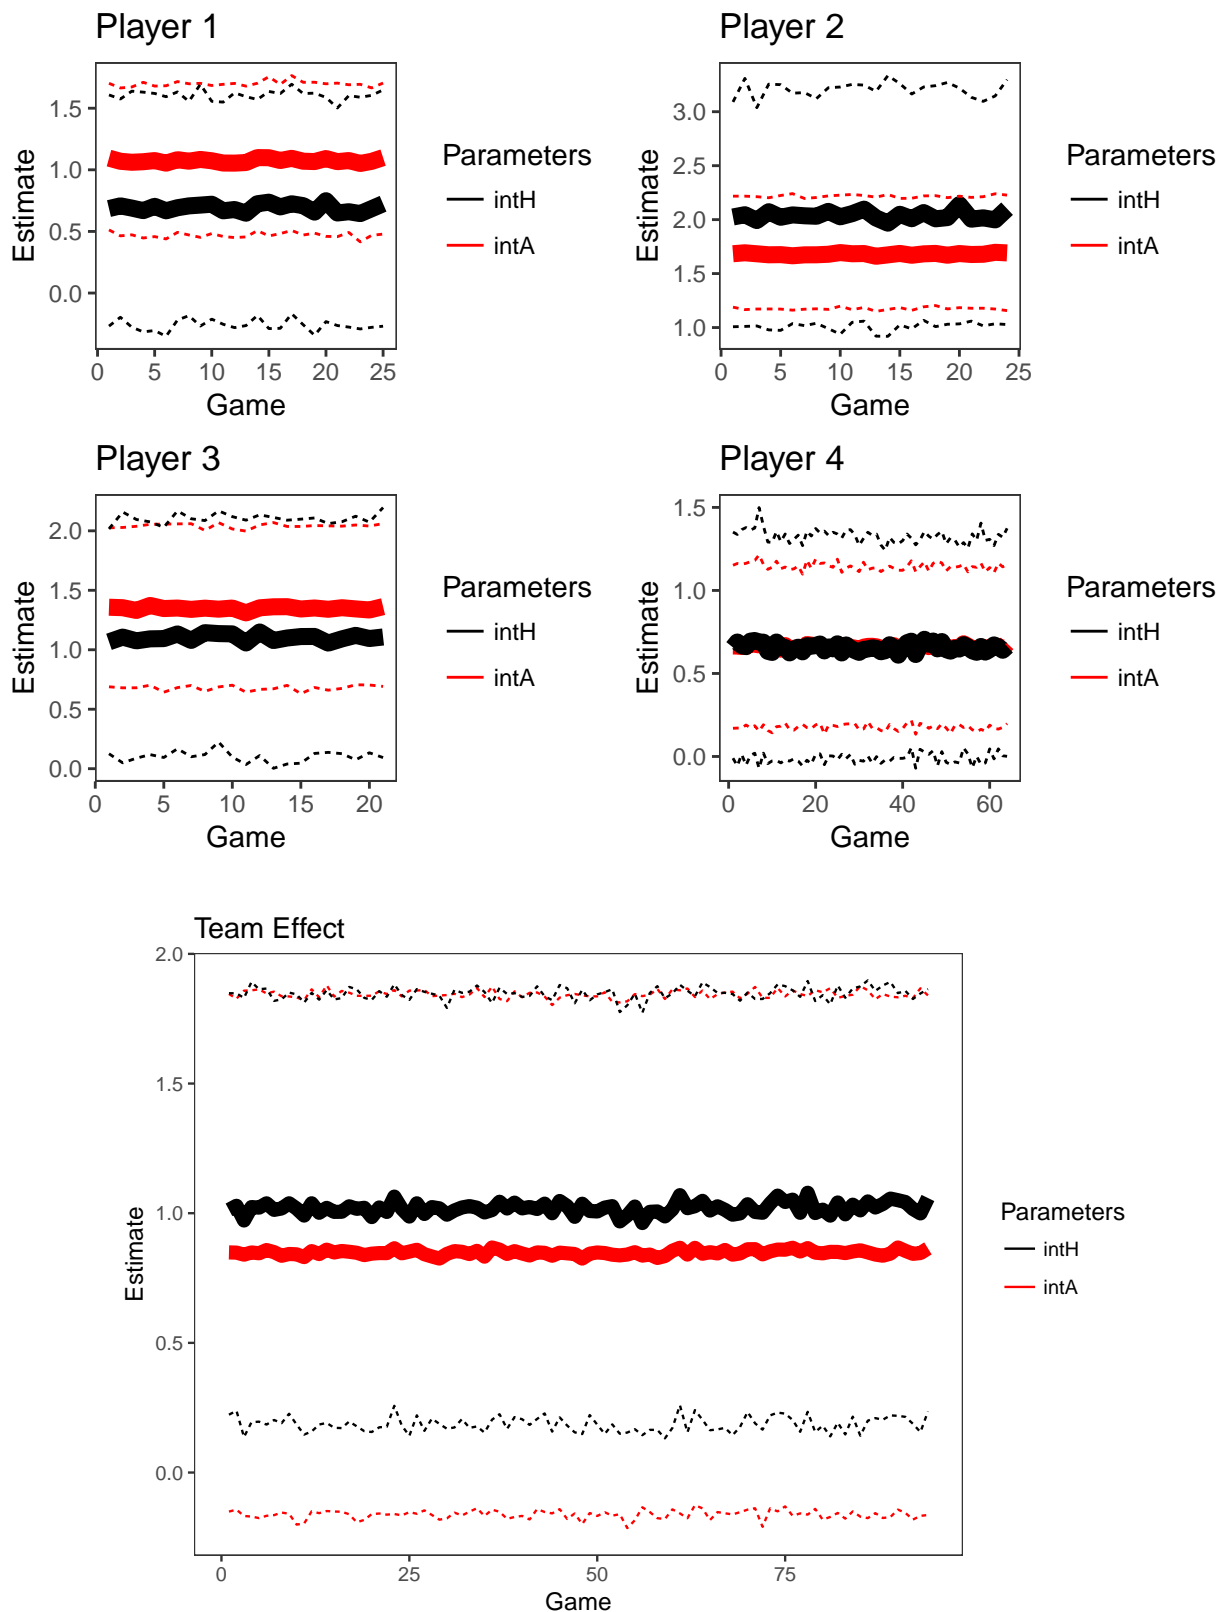 Player 1
Estimate
1.5
1.0
0.5
0.0
0 5 10 15 20 25
Game
Parameters
intH
intA
Player 2
Estimate
3.0
2.5
2.0
1.5
1.0
0 5 10 15 20 25
Game
Parameters
intH
intA
Player 3
Estimate
2.0
1.5
1.0
0.5
0.0
0 5 10 15 20
Game
Parameters
intH
intA
Player 4
Estimate
1.5
1.0
0.5
0.0
0 20 40 60
Game
Parameters
intH
intA
Team Effect
Estimate
2.0
1.5
1.0
0.5
0.0
0 25 50 75
Game
Parameters
intH
intA